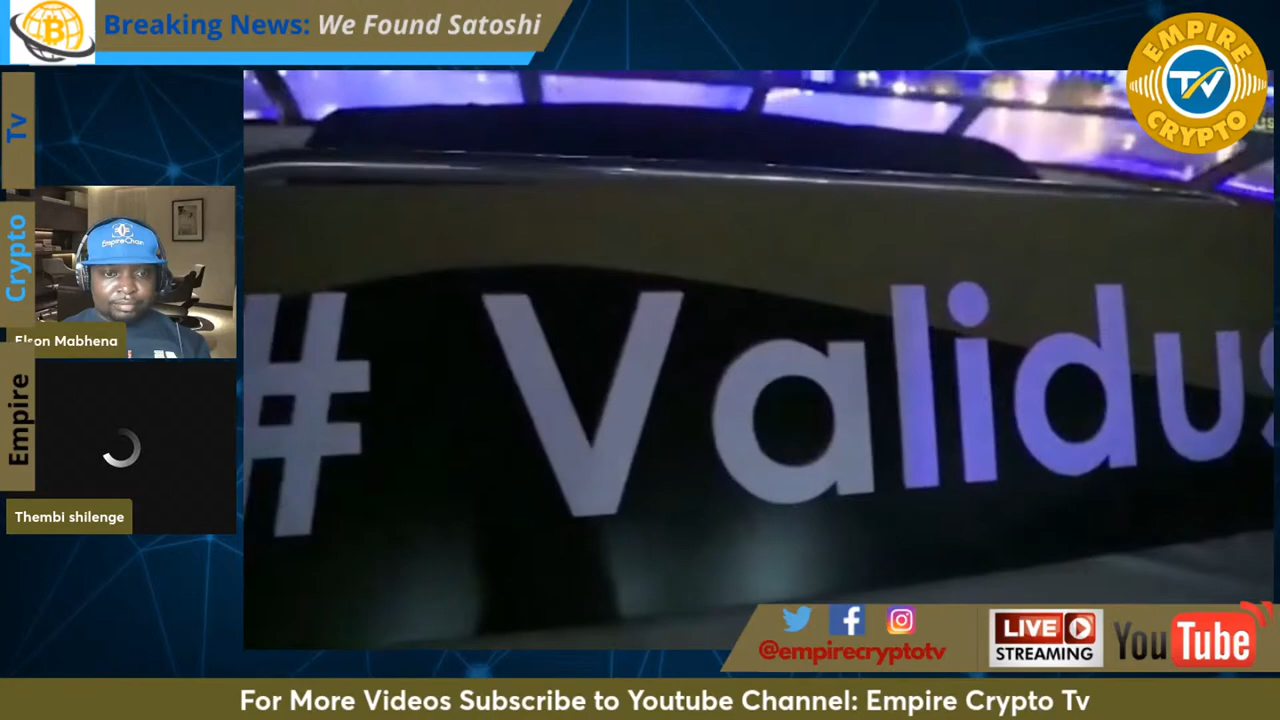 Breaking News: We Found Satoshi
EMPIRE
TV
CRYPTO
Tv
Crypto
Empire
EmpireChain
Elson Mabhena
Thembi shilenge
# Validus
@empirecryptotv
LIVE
STREAMING
YouTube
For More Videos Subscribe to Youtube Channel: Empire Crypto Tv